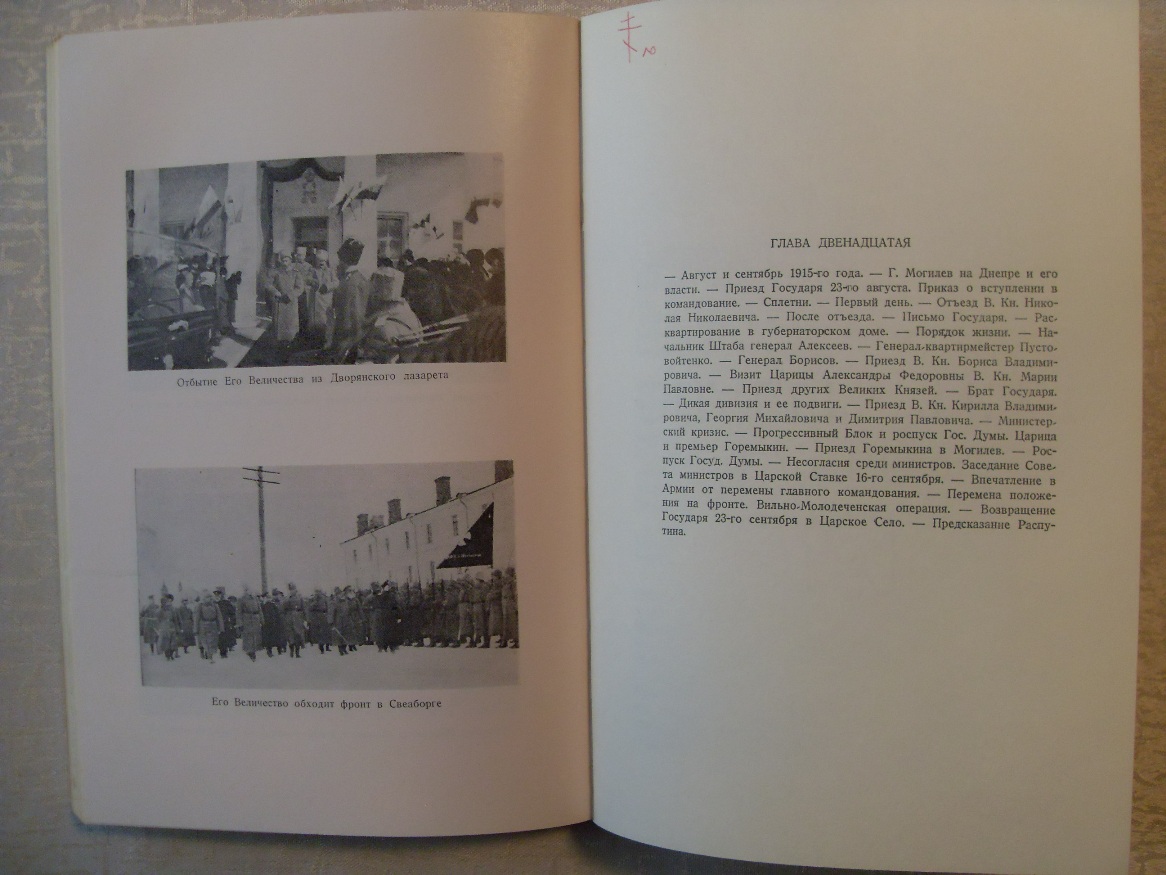 Отбытие Его Величества из Дворянского лазарета
Его Величество обходит фронт в Свеаборге
ГЛАВА ДВЕНАДЦАТАЯ
— Август и сентябрь 1915-го года. — Г. Могилев на Днепре и его
власти. — Приезд Государя 23-го августа. Приказ о вступлении в
командование. — Сплетни. — Первый день. — Отъезд В. Кн. Нико-
лая Николаевича. — После отъезда. — Письмо Государя. — Рас-
квартирование в губернаторском доме. — Порядок жизни. — На-
чальник Штаба генерал Алексеев. — Генерал-квартирмейстер Пусто-
войтенко. — Генерал Борисов. — Приезд В. Кн. Бориса Владими-
ровича. — Визит Царицы Александры Федоровны В. Кн. Марии
Павловне. — Приезд других Великих Князей. — Брат Государя.
— Дикая дивизия и ее подвиги. — Приезд В. Кн. Кирилла Владими-
ровича, Георгия Михайловича и Димитрия Павловича. — Министер-
ский кризис. — Прогрессивный Блок и роспуск Гос. Думы. Царица
и премьер Горемыкин. — Приезд Горемыкина в Могилев. — Рос-
пуск Госуд. Думы. — Несогласия среди министров. Заседание Сове-
та министров в Царской Ставке 16-го сентября. — Впечатление в
Армии от перемены главного командования. — Перемена положе-
ния на фронте. Вильно-Молодеченская операция. — Возвращение
Государя 23-го сентября в Царское Село. — Предсказание Распу-
тина.